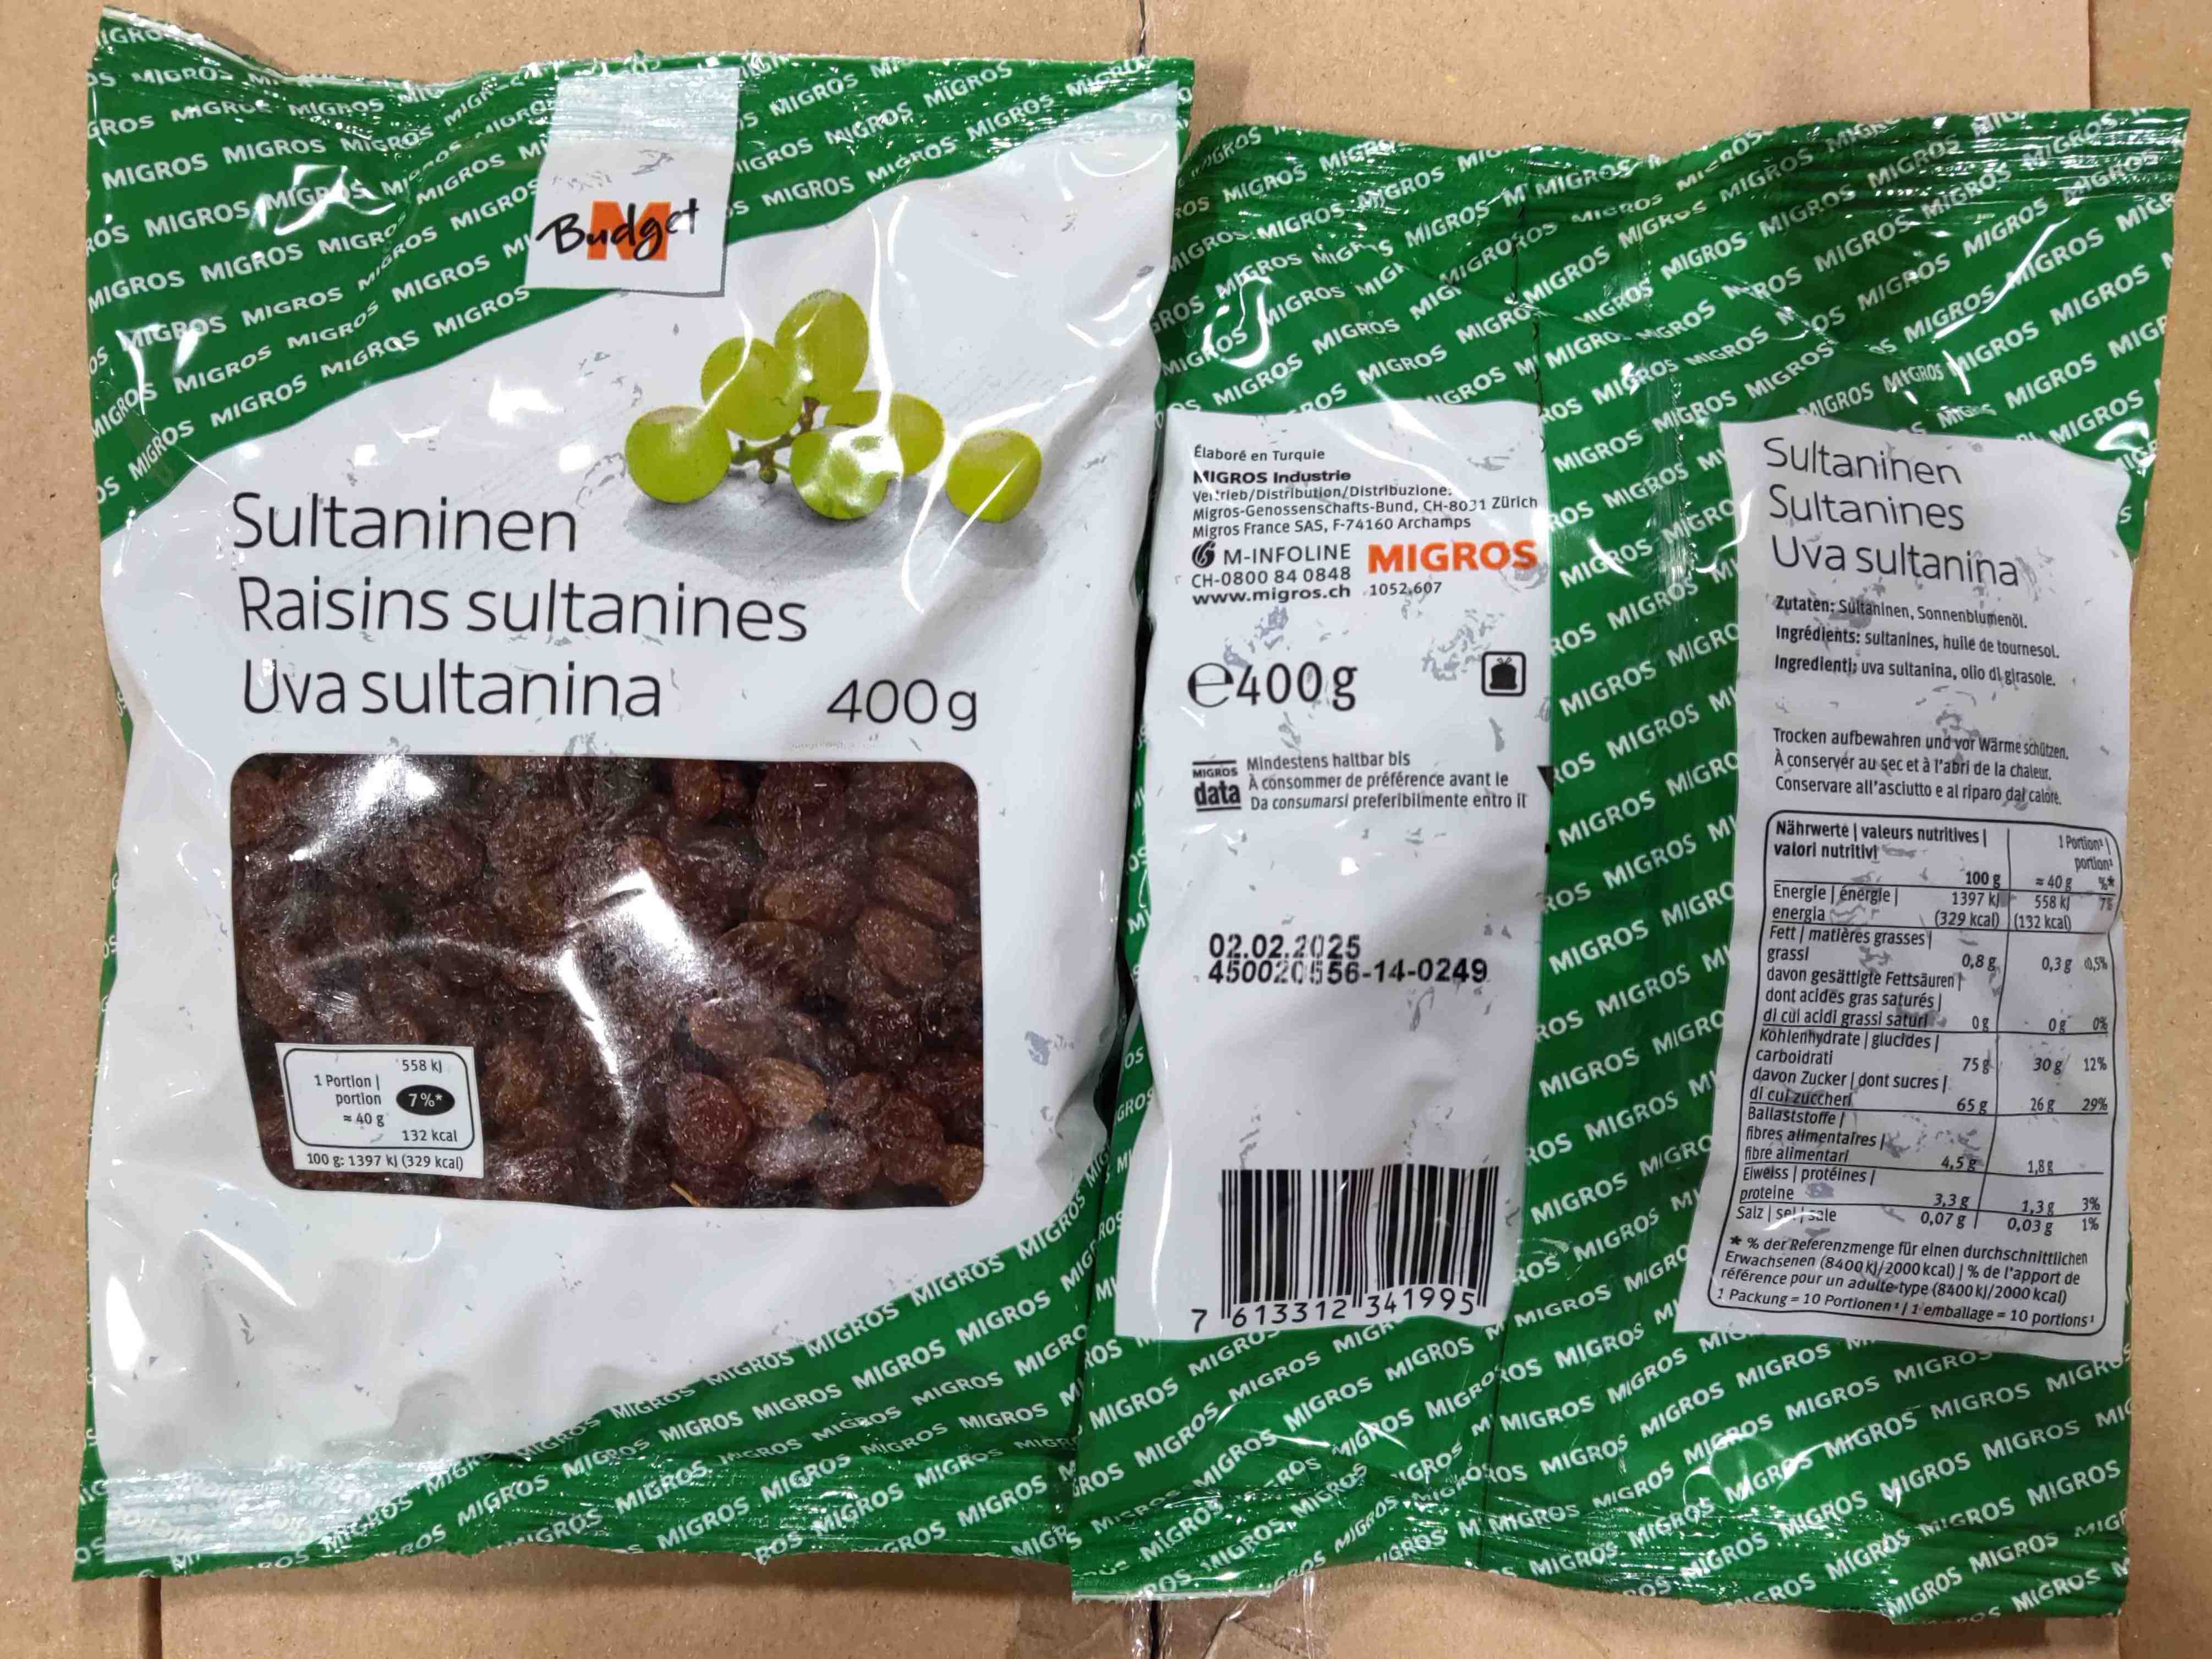 M
Budget
Sultaninen
Raisins sultanines
Uva sultanina
400g
558 kJ
1 Portion |
portion
≈ 40 g
7%*
132 kcal
100 g: 1397 kJ (329 kcal)
Élaboré en Turquie
MIGROS Industrie
Vertrieb/Distribution/Distribuzione:
Migros-Genossenschafts-Bund, CH-8031 Zürich
Migros France SAS, F-74160 Archamps
M-INFOLINE
CH-0800 84 0848
www.migros.ch
MIGROS
1052.607
℮400g
MIGROS
data
Mindestens haltbar bis
À consommer de préférence avant le
Da consumarsi preferibilmente entro il
02.02.2025
450020556-14-0249
7 613312 341995
Sultaninen
Sultanines
Uva sultanina
Zutaten: Sultaninen, Sonnenblumenöl.
Ingrédients: sultanines, huile de tournesol.
Ingredienti: uva sultanina, olio di girasole.
Trocken aufbewahren und vor Wärme schützen.
À conserver au sec et à l'abri de la chaleur.
Conservare all'asciutto e al riparo dal calore.
Nährwerte | valeurs nutritives |
valori nutritivi
1 Portion¹ |
portion¹
100 g ≈ 40 g %*
Energie | énergie | 1397 kJ 558 kJ 7%
energia (329 kcal) (132 kcal)
Fett | matières grasses |
grassi 0,8 g 0,3 g <0,5%
davon gesättigte Fettsäuren |
dont acides gras saturés |
di cui acidi grassi saturi 0 g 0 g 0%
Kohlenhydrate | glucides |
carboidrati 75 g 30 g 12%
davon Zucker | dont sucres |
di cui zuccheri 65 g 26 g 29%
Ballaststoffe |
fibres alimentaires |
fibre alimentari 4,5 g 1,8 g
Eiweiss | protéines |
proteine 3,3 g 1,3 g 3%
Salz | sel | sale 0,07 g 0,03 g 1%
* % der Referenzmenge für einen durchschnittlichen
Erwachsenen (8400 kJ/2000 kcal) | % de l'apport de
référence pour un adulte-type (8400 kJ/2000 kcal)
1 Packung = 10 Portionen¹ | 1 emballage = 10 portions¹